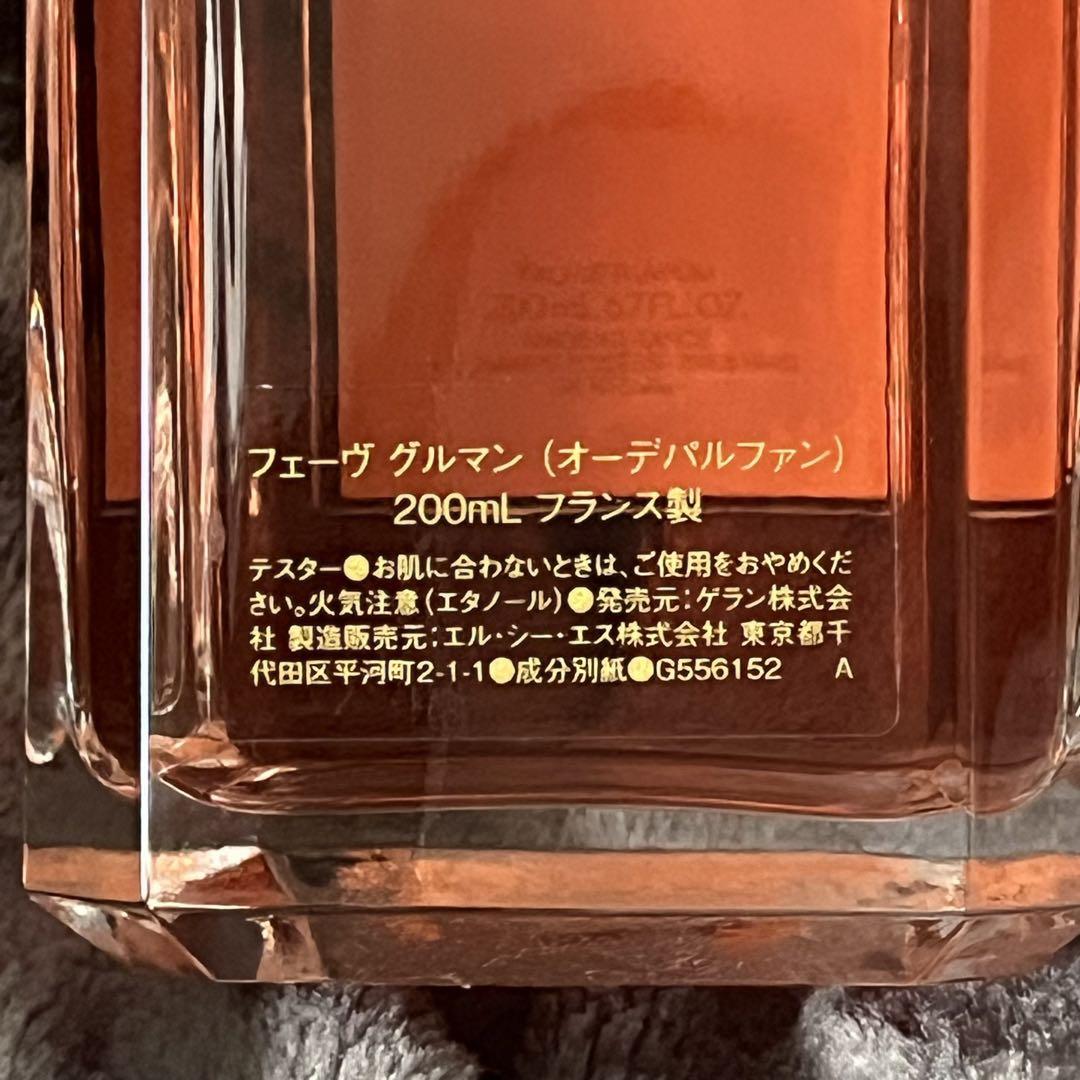 フェーヴ グルマン (オーデパルファン)
200mL フランス製
テスター●お肌に合わないときは、ご使用をおやめくだ
さい。火気注意(エタノール)●発売元:ゲラン株式会
社 製造販売元:エル・シー・エス株式会社 東京都千
代田区平河町2-1-1●成分別紙●G556152 A